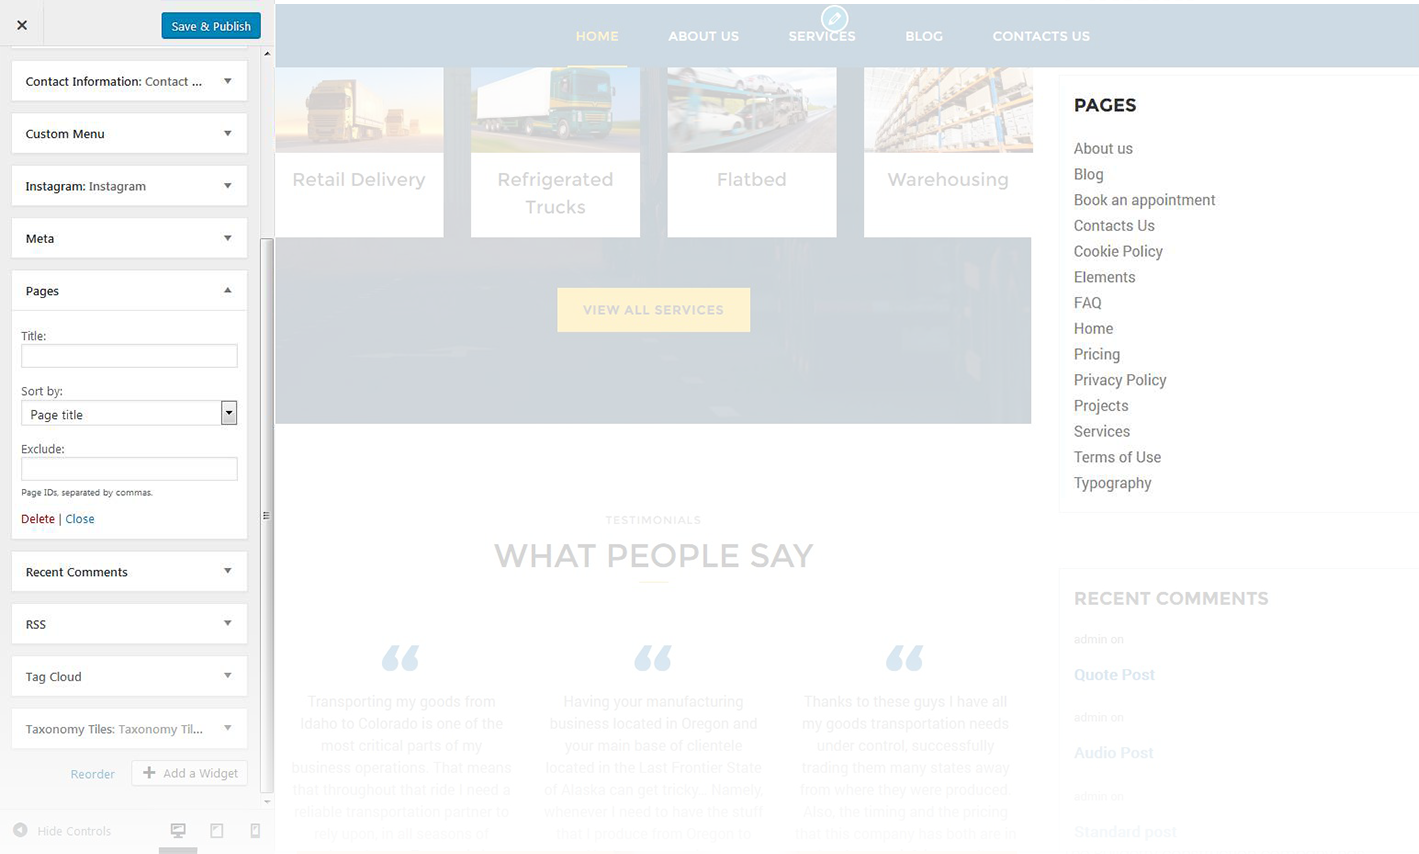 Save & Publish
Contact Information: Contact ...
Custom Menu
Instagram: Instagram
Meta
Pages
Title:
Sort by:
Page title
Exclude:
Page IDs, separated by commas.
Delete | Close
Recent Comments
RSS
Tag Cloud
Taxonomy Tiles: Taxonomy Til...
Reorder
Add a Widget
Hide Controls
HOME
ABOUT US
SERVICES
BLOG
CONTACTS US
Retail Delivery
Refrigerated
Trucks
Flatbed
Warehousing
VIEW ALL SERVICES
TESTIMONIALS
WHAT PEOPLE SAY
Transporting my goods from
Idaho to Colorado is one of the
most critical parts of my
business operations. That means
that throughout that ride I need a
reliable transportation partner to
rely upon, in all seasons of
Having your manufacturing
business located in Oregon and
your main base of clientele
located in the Last Frontier State
of Alaska can get tricky... Namely,
whenever I need to have the stuff
that I produce from Oregon to
Thanks to these guys I have all
my goods transportation needs
under control, successfully
trading them many states away
from where they were produced.
Also, the timing and the pricing
that this company has both are in
PAGES
About us
Blog
Book an appointment
Contacts Us
Cookie Policy
Elements
FAQ
Home
Pricing
Privacy Policy
Projects
Services
Terms of Use
Typography
RECENT COMMENTS
admin on
Quote Post
admin on
Audio Post
admin on
Standard post